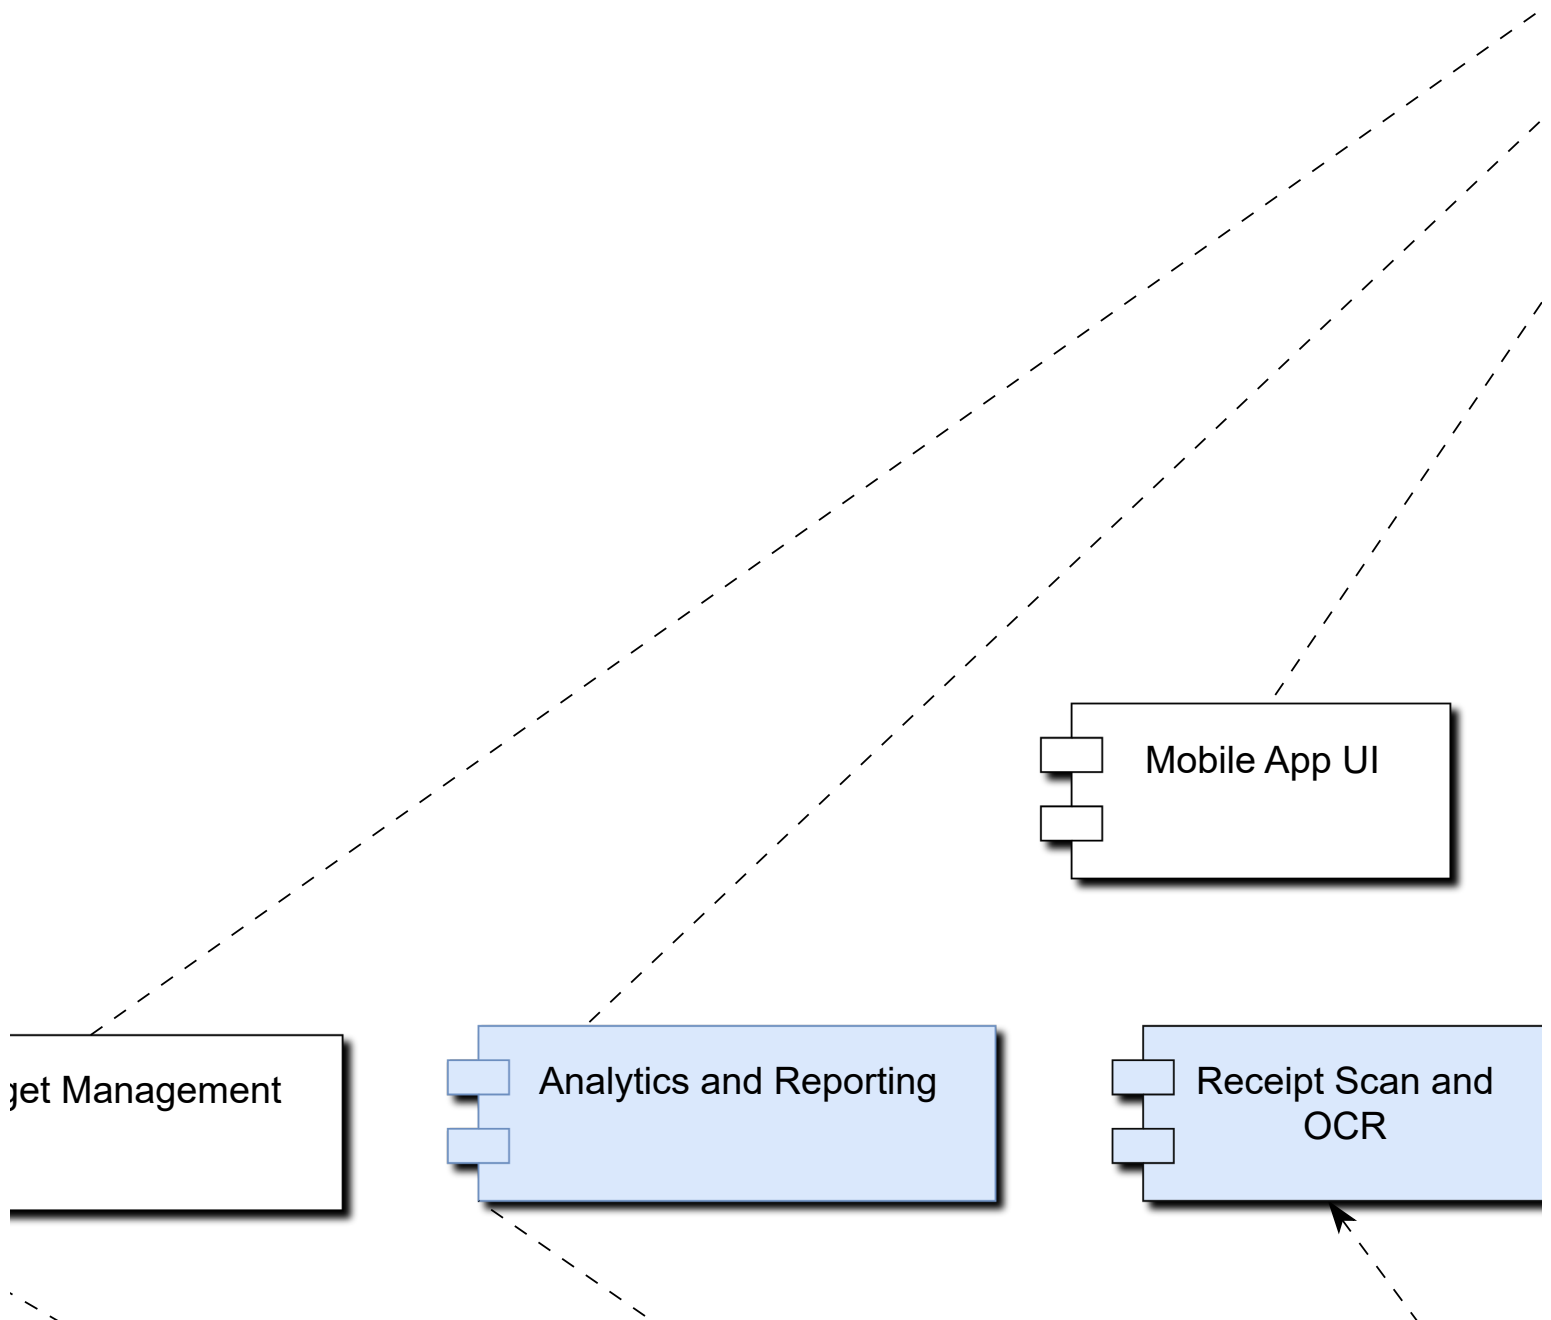 Mobile App UI
get Management
Analytics and Reporting
Receipt Scan and
OCR